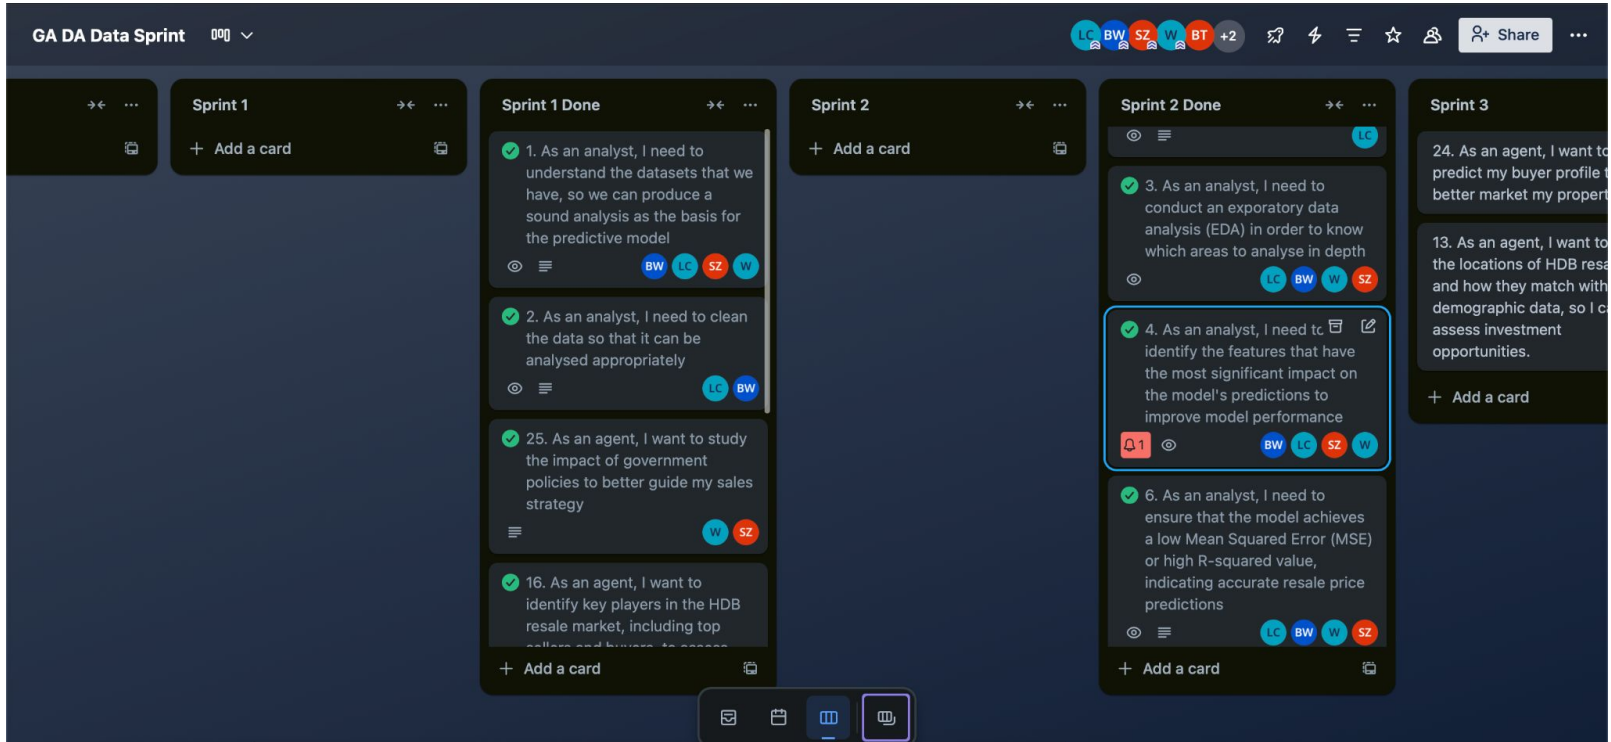 GA DA Data Sprint
LC BW SZ W BT +2
Share
Sprint 1
Add a card
Sprint 1 Done
1. As an analyst, I need to
understand the datasets that we
have, so we can produce a
sound analysis as the basis for
the predictive model
BW LC SZ W
2. As an analyst, I need to clean
the data so that it can be
analysed appropriately
LC BW
25. As an agent, I want to study
the impact of government
policies to better guide my sales
strategy
W SZ
16. As an agent, I want to
identify key players in the HDB
resale market, including top
sellers and buyers, to assess
Add a card
Sprint 2
Add a card
Sprint 2 Done
LC
3. As an analyst, I need to
conduct an exporatory data
analysis (EDA) in order to know
which areas to analyse in depth
LC BW W SZ
4. As an analyst, I need to
identify the features that have
the most significant impact on
the model's predictions to
improve model performance
1
BW LC SZ W
6. As an analyst, I need to
ensure that the model achieves
a low Mean Squared Error (MSE)
or high R-squared value,
indicating accurate resale price
predictions
LC BW W SZ
Add a card
Sprint 3
24. As an agent, I want to
predict my buyer profile
better market my
13. As an agent, I want to
the locations of HDB
and how they match with
demographic data, so I
assess investment
opportunities.
Add a card